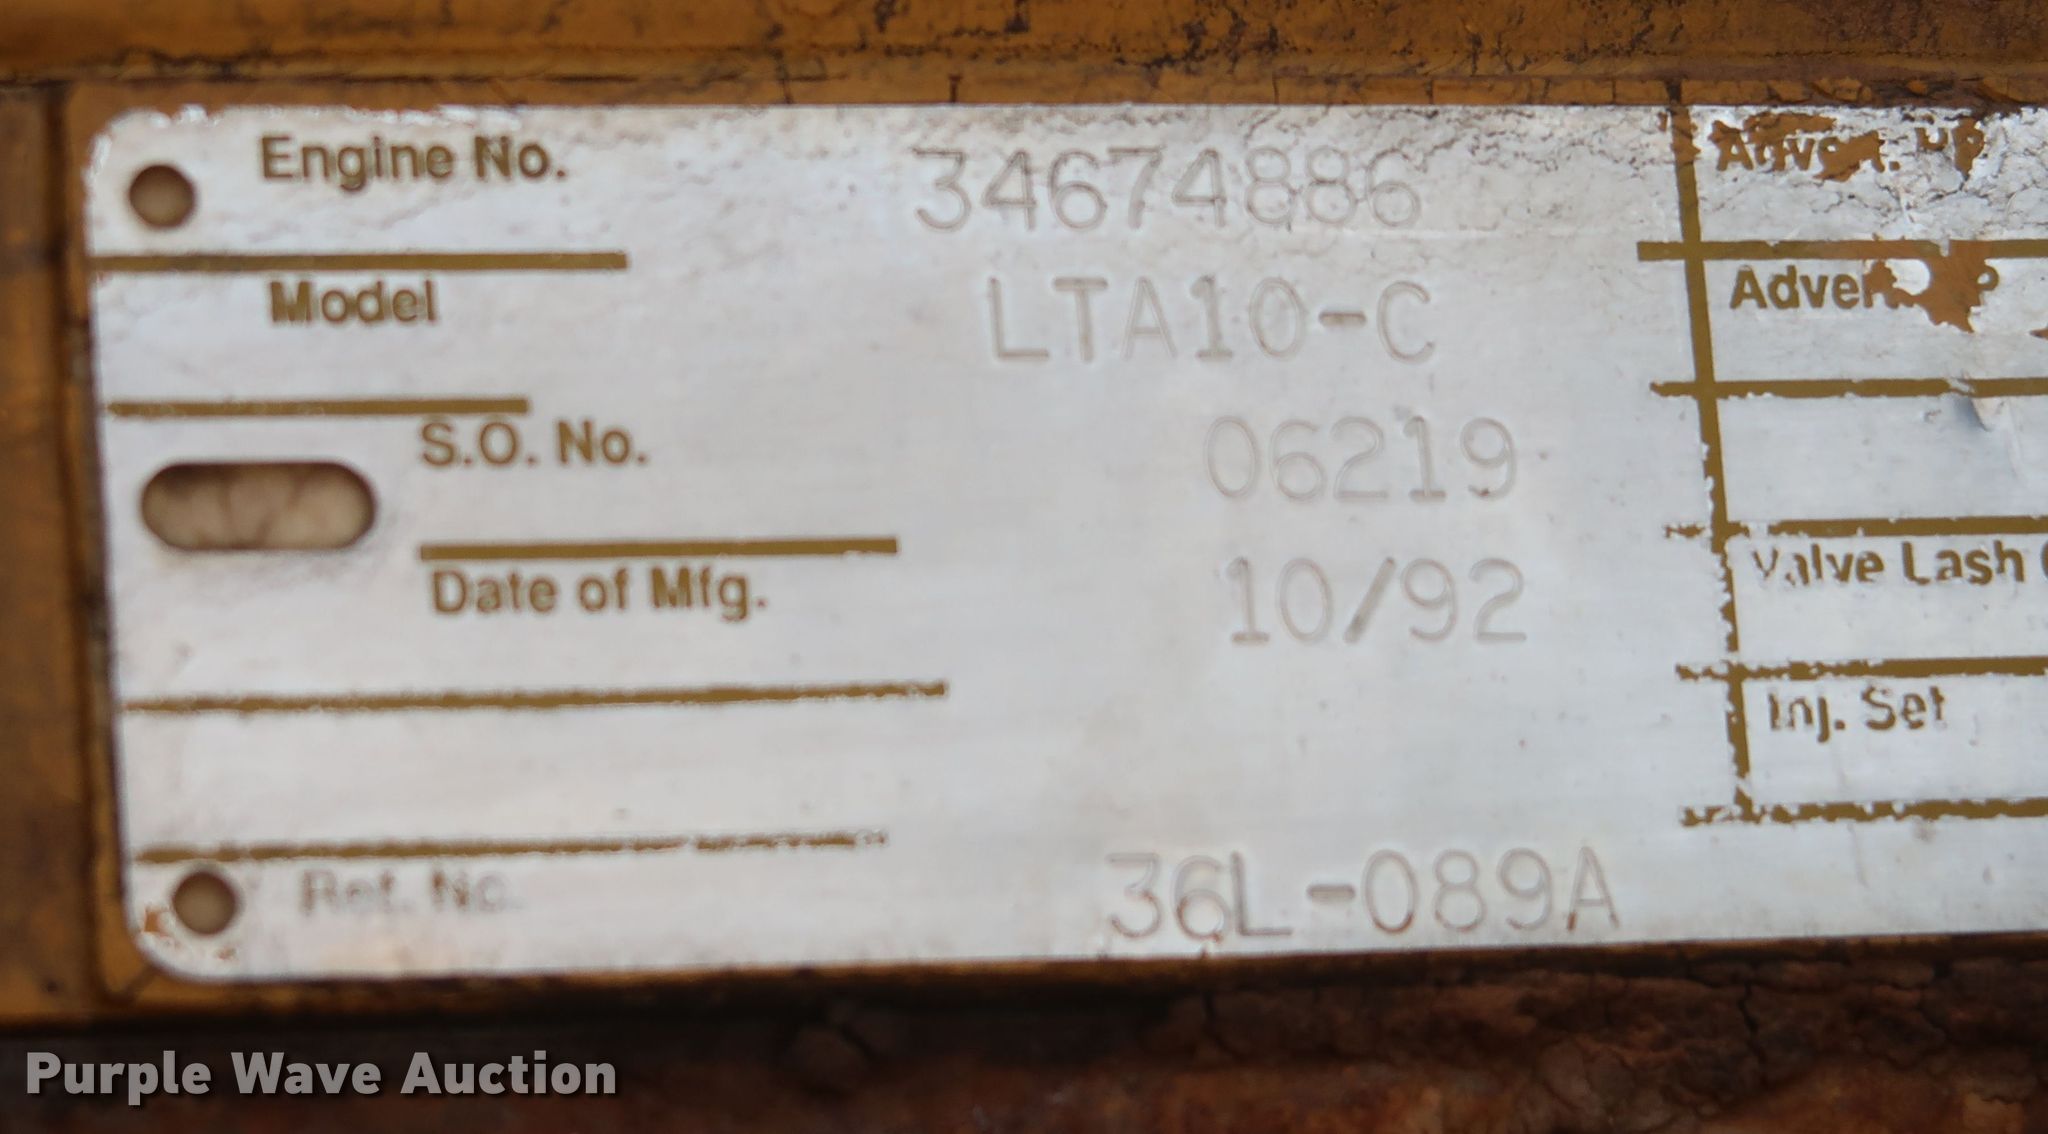 Engine No. 34674886
Model LTA10-C
S.O. No. 06219
Date of Mfg. 10/92
Ref. No. 36L-089A
Advert.
Valve Lash
Inj. Set
Purple Wave Auction